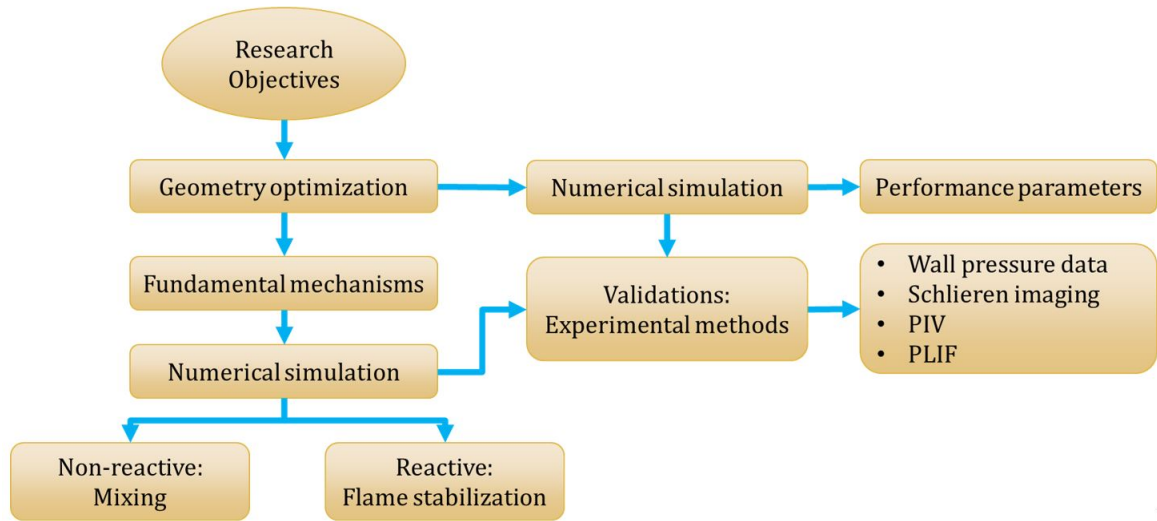 Research
Objectives
Geometry optimization
Numerical simulation
Performance parameters
Fundamental mechanisms
Validations:
Experimental methods
• Wall pressure data
• Schlieren imaging
• PIV
• PLIF
Numerical simulation
Non-reactive:
Mixing
Reactive:
Flame stabilization